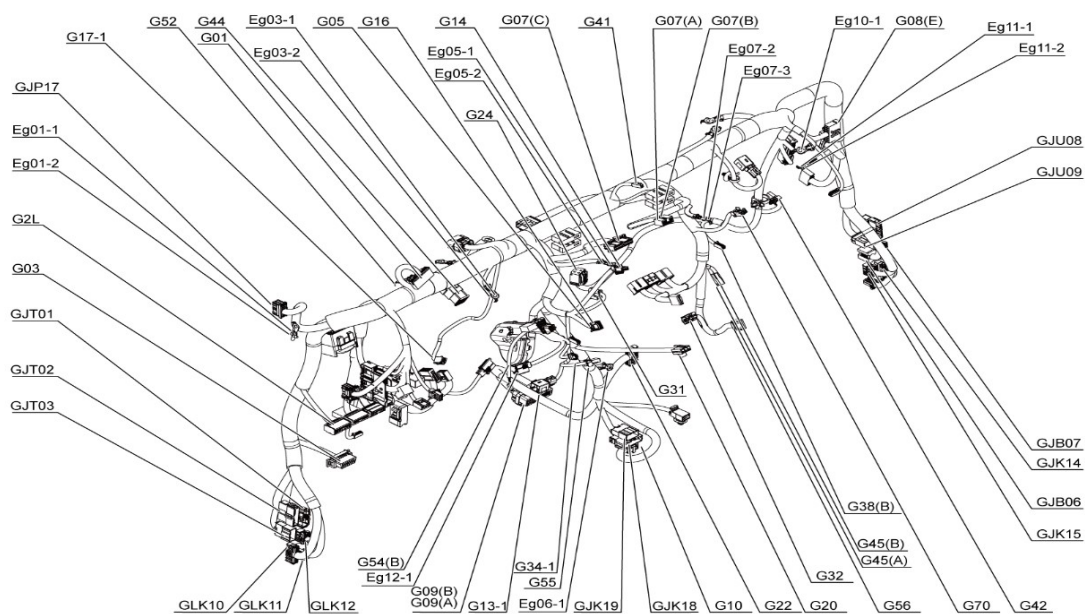 G52
G44
G01
G17-1
Eg03-1
Eg03-2
G05
G16
G14
Eg05-1
Eg05-2
G24
G07(C)
G41
G07(A)
G07(B)
Eg07-2
Eg07-3
Eg10-1
G08(E)
Eg11-1
Eg11-2
GJP17
Eg01-1
Eg01-2
G2L
G03
GJT01
GJT02
GJT03
GJU08
GJU09
GJB07
GJK14
GJB06
GJK15
G31
G38(B)
G45(B)
G45(A)
G32
G54(B)
Eg12-1
G09(B)
G09(A)
G34-1
G55
GLK10
GLK11
GLK12
G13-1
Eg06-1
GJK19
GJK18
G10
G22
G20
G56
G70
G42